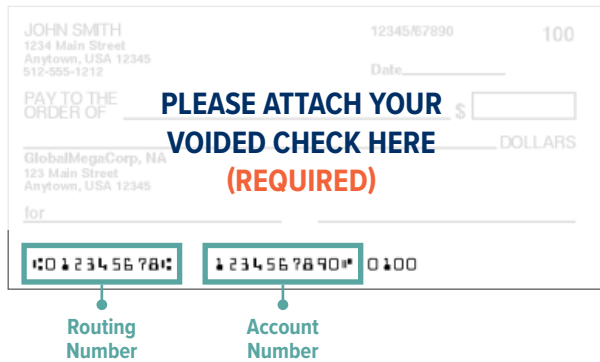 JOHN SMITH
1234 Main Street
Anytown, USA 12345
512-555-1212
12345/67890
100
Date
PAY TO THE
ORDER OF
$
PLEASE ATTACH YOUR
VOIDED CHECK HERE
(REQUIRED)
DOLLARS
GlobalMegaCorp, NA
123 Main Street
Anytown, USA 12345
for
⑆012345678⑆ 1234567890⑈ 0100
Routing
Number
Account
Number